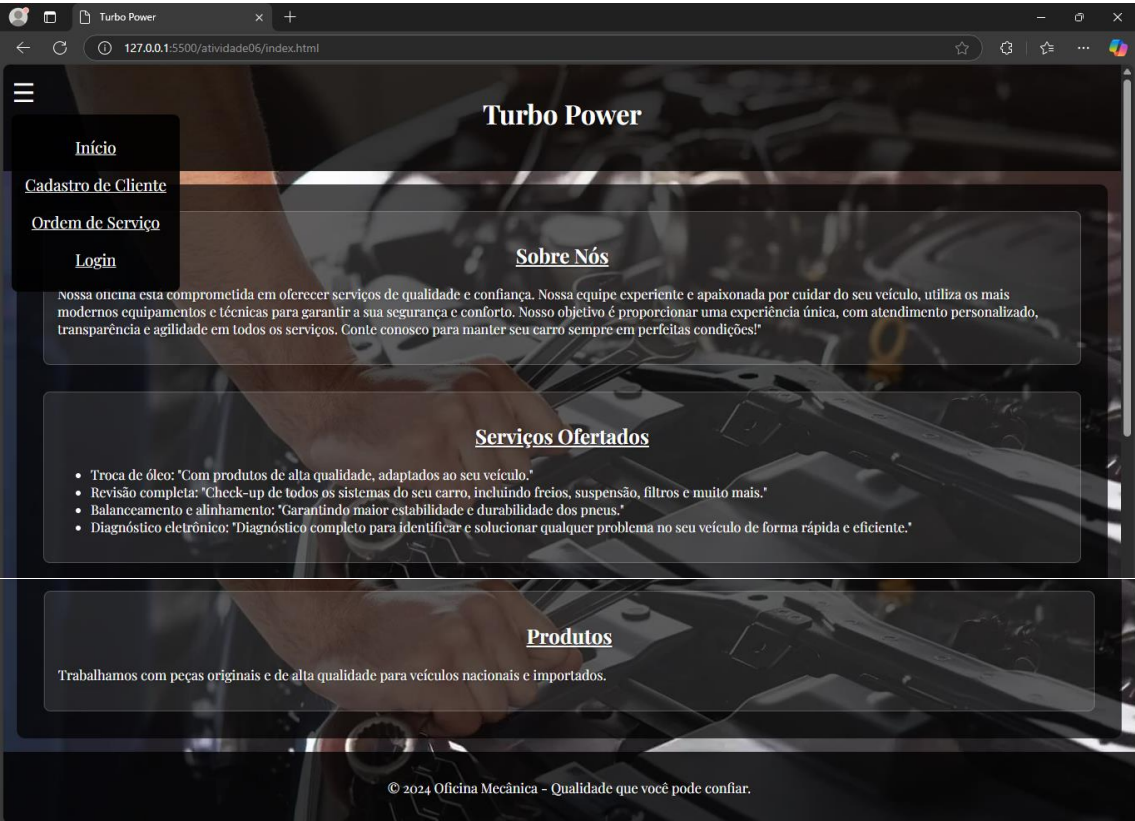 Turbo Power
127.0.0.1:5500/atividade06/index.html
Turbo Power
Início
Cadastro de Cliente
Ordem de Serviço
Login
Sobre Nós
Nossa oficina está comprometida em oferecer serviços de qualidade e confiança. Nossa equipe experiente e apaixonada por cuidar do seu veículo, utiliza os mais
modernos equipamentos e técnicas para garantir a sua segurança e conforto. Nosso objetivo é proporcionar uma experiência única, com atendimento personalizado,
transparência e agilidade em todos os serviços. Conte conosco para manter seu carro sempre em perfeitas condições!"
Serviços Ofertados
• Troca de óleo: "Com produtos de alta qualidade, adaptados ao seu veículo."
• Revisão completa: "Check-up de todos os sistemas do seu carro, incluindo freios, suspensão, filtros e muito mais."
• Balanceamento e alinhamento: "Garantindo maior estabilidade e durabilidade dos pneus."
• Diagnóstico eletrônico: "Diagnóstico completo para identificar e solucionar qualquer problema no seu veículo de forma rápida e eficiente."
Produtos
Trabalhamos com peças originais e de alta qualidade para veículos nacionais e importados.
© 2024 Oficina Mecânica - Qualidade que você pode confiar.